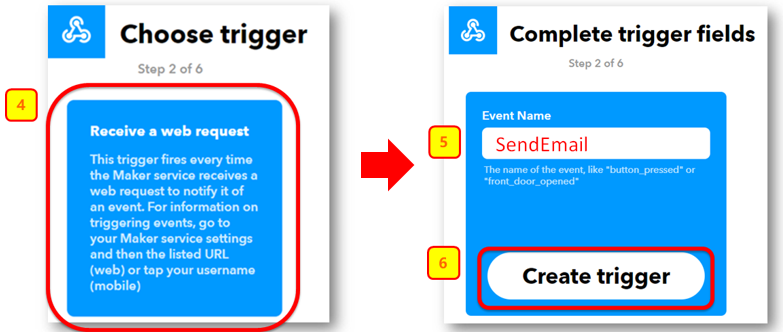 Choose trigger
Step 2 of 6
4
Receive a web request
This trigger fires every time
the Maker service receives a
web request to notify it of
an event. For information on
triggering events, go to
your Maker service settings
and then the listed URL
(web) or tap your username
(mobile)
Complete trigger fields
Step 2 of 6
Event Name
5
SendEmail
The name of the event, like "button_pressed" or
"front_door_opened"
6
Create trigger